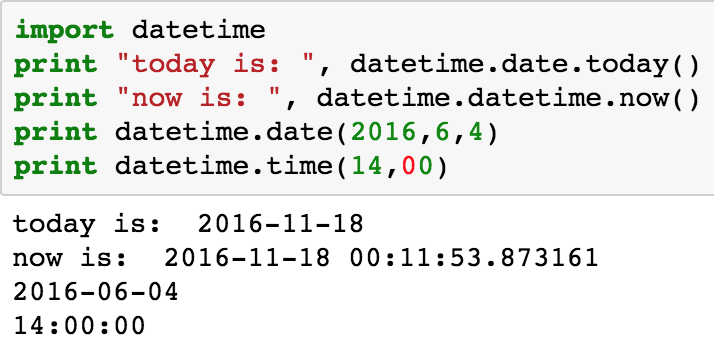 import datetime
print "today is: ", datetime.date.today()
print "now is: ", datetime.datetime.now()
print datetime.date(2016,6,4)
print datetime.time(14,00)
today is:  2016-11-18
now is:  2016-11-18 00:11:53.873161
2016-06-04
14:00:00